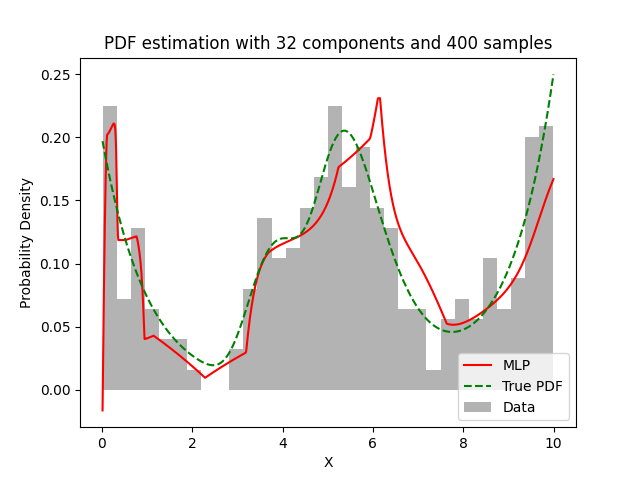 PDF estimation with 32 components and 400 samples
Probability Density
0.25
0.20
0.15
0.10
0.05
0.00
MLP
True PDF
Data
0 2 4 6 8 10
X